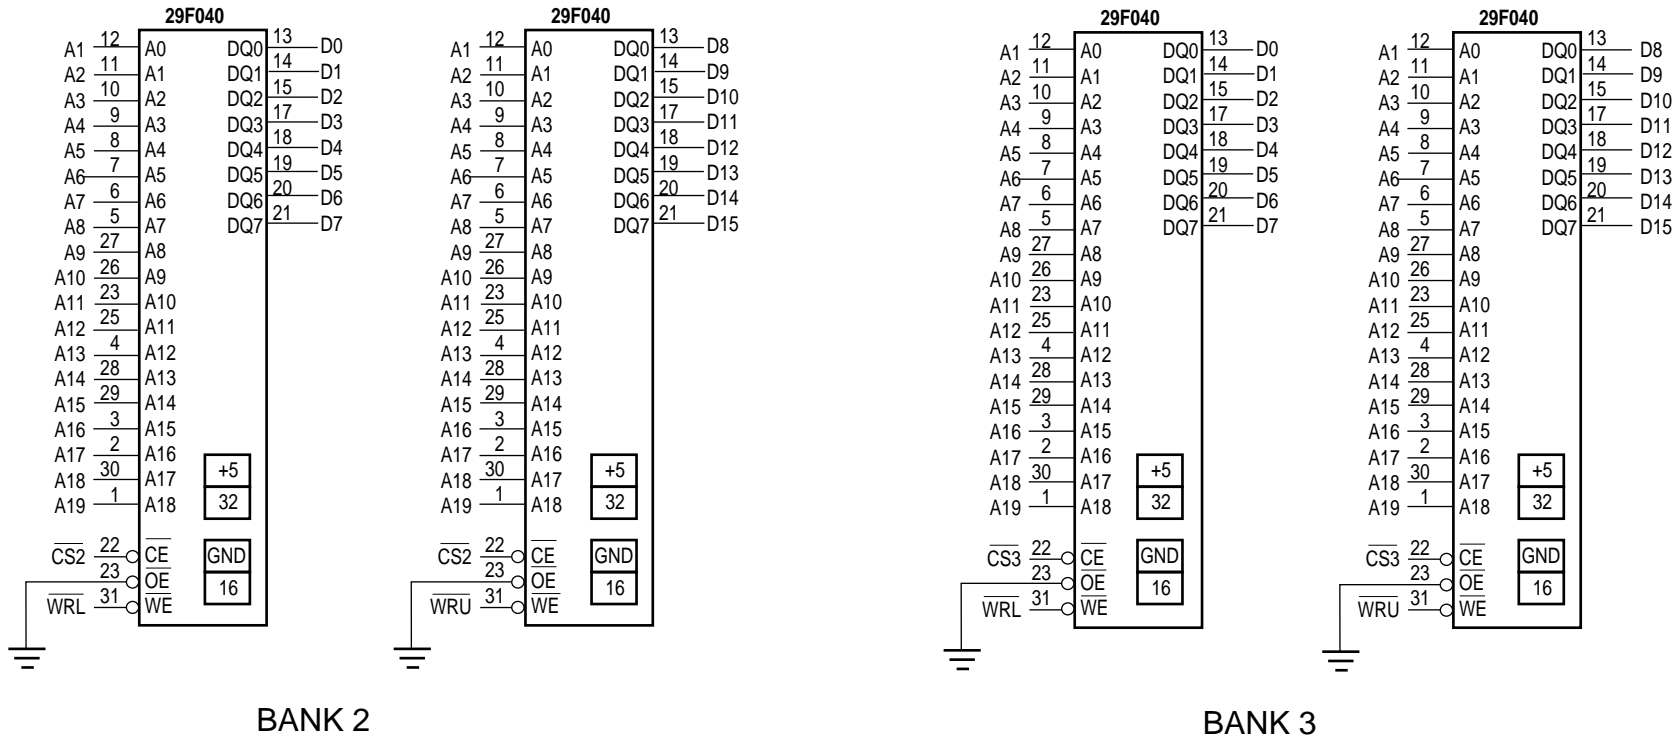 29F040 29F040 29F040 29F040
A1 12 A0 DQ0 13 D0 A1 12 A0 DQ0 13 D8 A1 12 A0 DQ0 13 D0 A1 12 A0 DQ0 13 D8
A2 11 A1 DQ1 14 D1 A2 11 A1 DQ1 14 D9 A2 11 A1 DQ1 14 D1 A2 11 A1 DQ1 14 D9
A3 10 A2 DQ2 15 D2 A3 10 A2 DQ2 15 D10 A3 10 A2 DQ2 15 D2 A3 10 A2 DQ2 15 D10
A4 9 A3 DQ3 17 D3 A4 9 A3 DQ3 17 D11 A4 9 A3 DQ3 17 D3 A4 9 A3 DQ3 17 D11
A5 8 A4 DQ4 18 D4 A5 8 A4 DQ4 18 D12 A5 8 A4 DQ4 18 D4 A5 8 A4 DQ4 18 D12
A6 7 A5 DQ5 19 D5 A6 7 A5 DQ5 19 D13 A6 7 A5 DQ5 19 D5 A6 7 A5 DQ5 19 D13
A7 6 A6 DQ6 20 D6 A7 6 A6 DQ6 20 D14 A7 6 A6 DQ6 20 D6 A7 6 A6 DQ6 20 D14
A8 5 A7 DQ7 21 D7 A8 5 A7 DQ7 21 D15 A8 5 A7 DQ7 21 D7 A8 5 A7 DQ7 21 D15
A9 27 A8 A9 27 A8 A9 27 A8 A9 27 A8
A10 26 A9 A10 26 A9 A10 26 A9 A10 26 A9
A11 23 A10 A11 23 A10 A11 23 A10 A11 23 A10
A12 25 A11 A12 25 A11 A12 25 A11 A12 25 A11
A13 4 A12 A13 4 A12 A13 4 A12 A13 4 A12
A14 28 A13 A14 28 A13 A14 28 A13 A14 28 A13
A15 29 A14 A15 29 A14 A15 29 A14 A15 29 A14
A16 3 A15 A16 3 A15 A16 3 A15 A16 3 A15
A17 2 A16 A17 2 A16 A17 2 A16 A17 2 A16
A18 30 A17 +5 A18 30 A17 +5 A18 30 A17 +5 A18 30 A17 +5
A19 1 A18 32 A19 1 A18 32 A19 1 A18 32 A19 1 A18 32
CS2 22 CE GND CS2 22 CE GND CS3 22 CE GND CS3 22 CE GND
23 OE 16 23 OE 16 23 OE 16 23 OE 16
WRL 31 WE WRU 31 WE WRL 31 WE WRU 31 WE
BANK 2 BANK 3